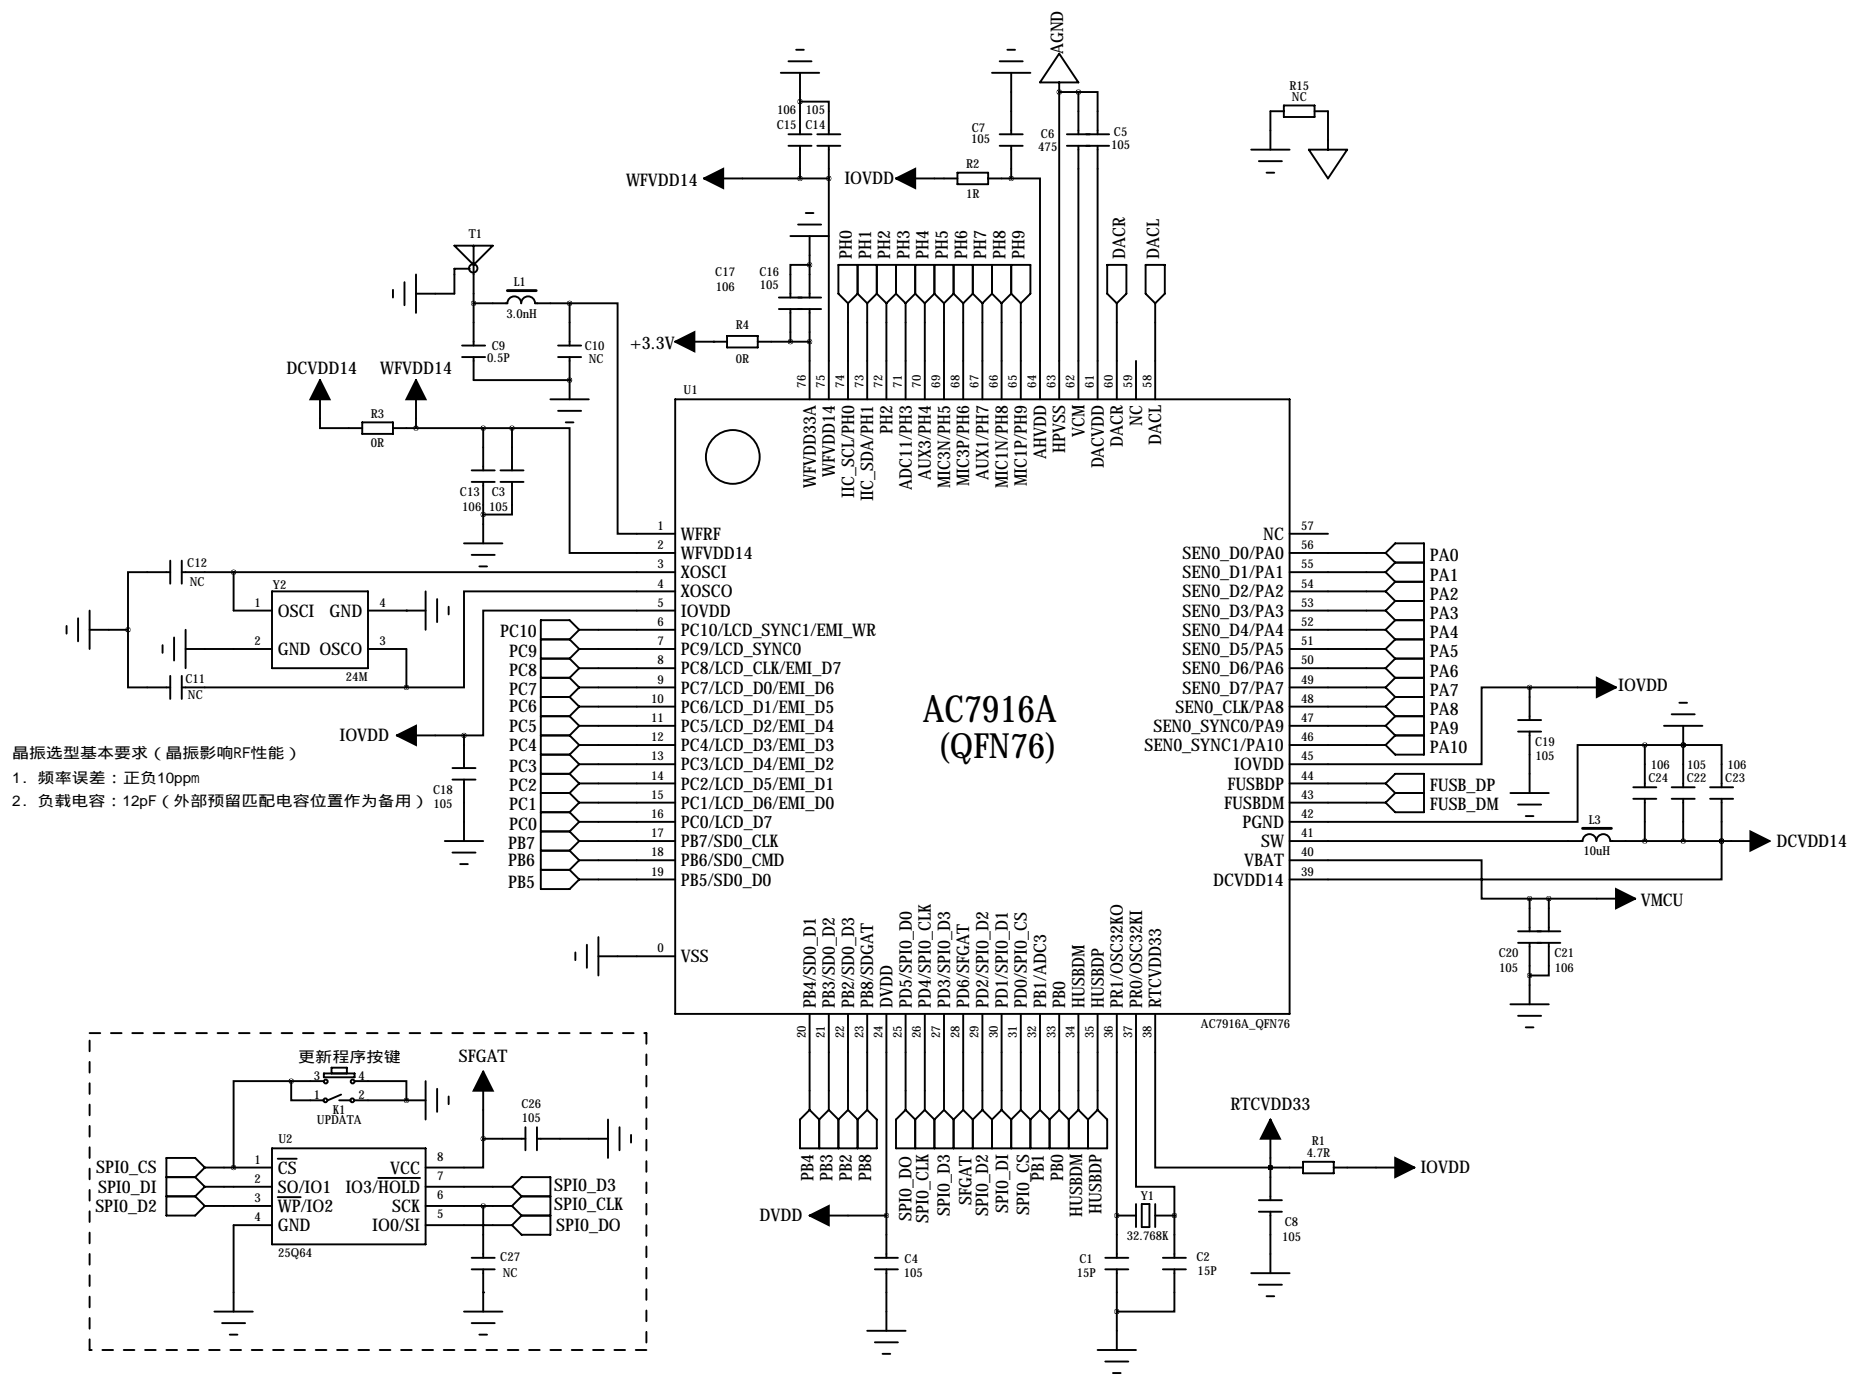 AGND
106 105
C15 C14
WFVDD14
C7
105
IOVDD
R2
1R
C6
475
C5
105
R15
NC
T1
L1
3.0nH
C9
0.5P
C10
NC
C17
106
C16
105
+3.3V
R4
0R
PH0
PH1
PH2
PH3
PH4
PH5
PH6
PH7
PH8
PH9
DACR
DACL
DCVDD14
WFVDD14
R3
0R
C13
106
C3
105
U1
76 WFVDD33A
75 WFVDD14
74 IIC_SCL/PH0
73 IIC_SDA/PH1
72 PH2
71 ADC11/PH3
70 AUX3/PH4
69 MIC3N/PH5
68 MIC3P/PH6
67 AUX1/PH7
66 MIC1N/PH8
65 MIC1P/PH9
64 AHVDD
63 HPVSS
62 VCM
61 DACVDD
60 DACR
59 NC
58 DACL
1 WFRF
2 WFVDD14
3 XOSCI
4 XOSCO
5 IOVDD
PC10 6 PC10/LCD_SYNC1/EMI_WR
PC9 7 PC9/LCD_SYNC0
PC8 8 PC8/LCD_CLK/EMI_D7
PC7 9 PC7/LCD_D0/EMI_D6
PC6 10 PC6/LCD_D1/EMI_D5
PC5 11 PC5/LCD_D2/EMI_D4
PC4 12 PC4/LCD_D3/EMI_D3
PC3 13 PC3/LCD_D4/EMI_D2
PC2 14 PC2/LCD_D5/EMI_D1
PC1 15 PC1/LCD_D6/EMI_D0
PC0 16 PC0/LCD_D7
PB7 17 PB7/SD0_CLK
PB6 18 PB6/SD0_CMD
PB5 19 PB5/SD0_D0
0 VSS
AC7916A
(QFN76)
NC 57
SEN0_D0/PA0 56 PA0
SEN0_D1/PA1 55 PA1
SEN0_D2/PA2 54 PA2
SEN0_D3/PA3 53 PA3
SEN0_D4/PA4 52 PA4
SEN0_D5/PA5 51 PA5
SEN0_D6/PA6 50 PA6
SEN0_D7/PA7 49 PA7
SEN0_CLK/PA8 48 PA8
SEN0_SYNC0/PA9 47 PA9
SEN0_SYNC1/PA10 46 PA10
IOVDD 45
FUSBDP 44 FUSB_DP
FUSBDM 43 FUSB_DM
PGND 42
SW 41
VBAT 40
DCVDD14 39
C12
NC
Y2
1 OSCI GND 4
2 GND OSCO 3
24M
C11
NC
IOVDD
C18
105
晶振选型基本要求（晶振影响RF性能）
1. 频率误差：正负10ppm
2. 负载电容：12pF（外部预留匹配电容位置作为备用）
IOVDD
C19
105
106
C24
105
C22
106
C23
L3
10uH
DCVDD14
VMCU
C20
105
C21
106
20 PB4/SD0_D1
21 PB3/SD0_D2
22 PB2/SD0_D3
23 PB8/SDGAT
24 DVDD
25 PD5/SPI0_D0
26 PD4/SPI0_CLK
27 PD3/SPI0_D3
28 PD6/SFGAT
29 PD2/SPI0_D2
30 PD1/SPI0_D1
31 PD0/SPI0_CS
32 PB1/ADC3
33 PB0
34 HUSBDM
35 HUSBDP
36 PR1/OSC32KO
37 PR0/OSC32KI
38 RTCVDD33
AC7916A_QFN76
PB4
PB3
PB2
PB8
SPI0_DO
SPI0_CLK
SPI0_D3
SFGAT
SPI0_D2
SPI0_DI
SPI0_CS
PB1
PB0
HUSBDM
HUSBDP
DVDD
C4
105
Y1
32.768K
C1
15P
C2
15P
RTCVDD33
R1
4.7R
IOVDD
C8
105
更新程序按键
3 4
1 2
K1
UPDATA
SFGAT
C26
105
U2
SPI0_CS 1 CS VCC 8
SPI0_DI 2 SO/IO1 IO3/HOLD 7 SPI0_D3
SPI0_D2 3 WP/IO2 SCK 6 SPI0_CLK
4 GND IO0/SI 5 SPI0_DO
25Q64
C27
NC